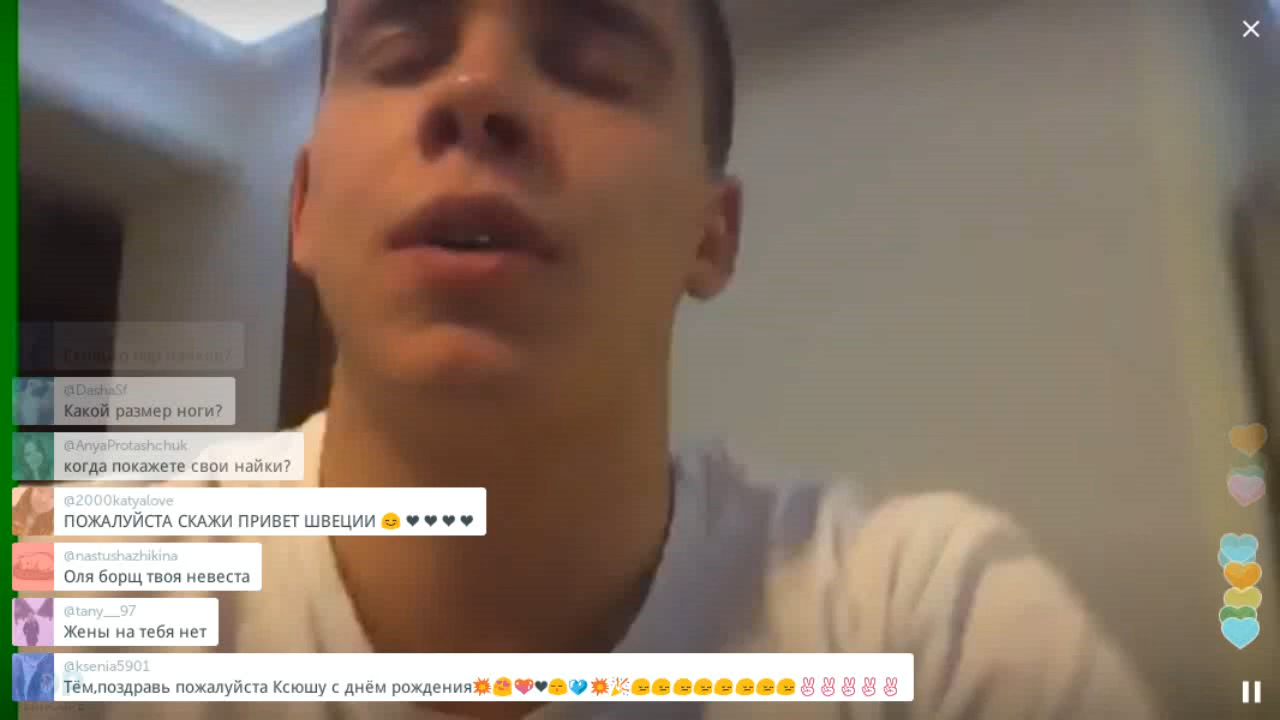 @DashaSf
Какой размер ноги?
@AnyaProtashchuk
когда покажете свои найки?
@2000katyalove
ПОЖАЛУЙСТА СКАЖИ ПРИВЕТ ШВЕЦИИ 😊 ♥ ♥ ♥ ♥
@nastushazhikina
Оля борщ твоя невеста
@tany__97
Жены на тебя нет
@ksenia5901
Тём,поздравь пожалуйста Ксюшу с днём рождения💥😍💖♥😚💙💥🎉😑😑😑😑😑😑😑😑✌✌✌✌✌